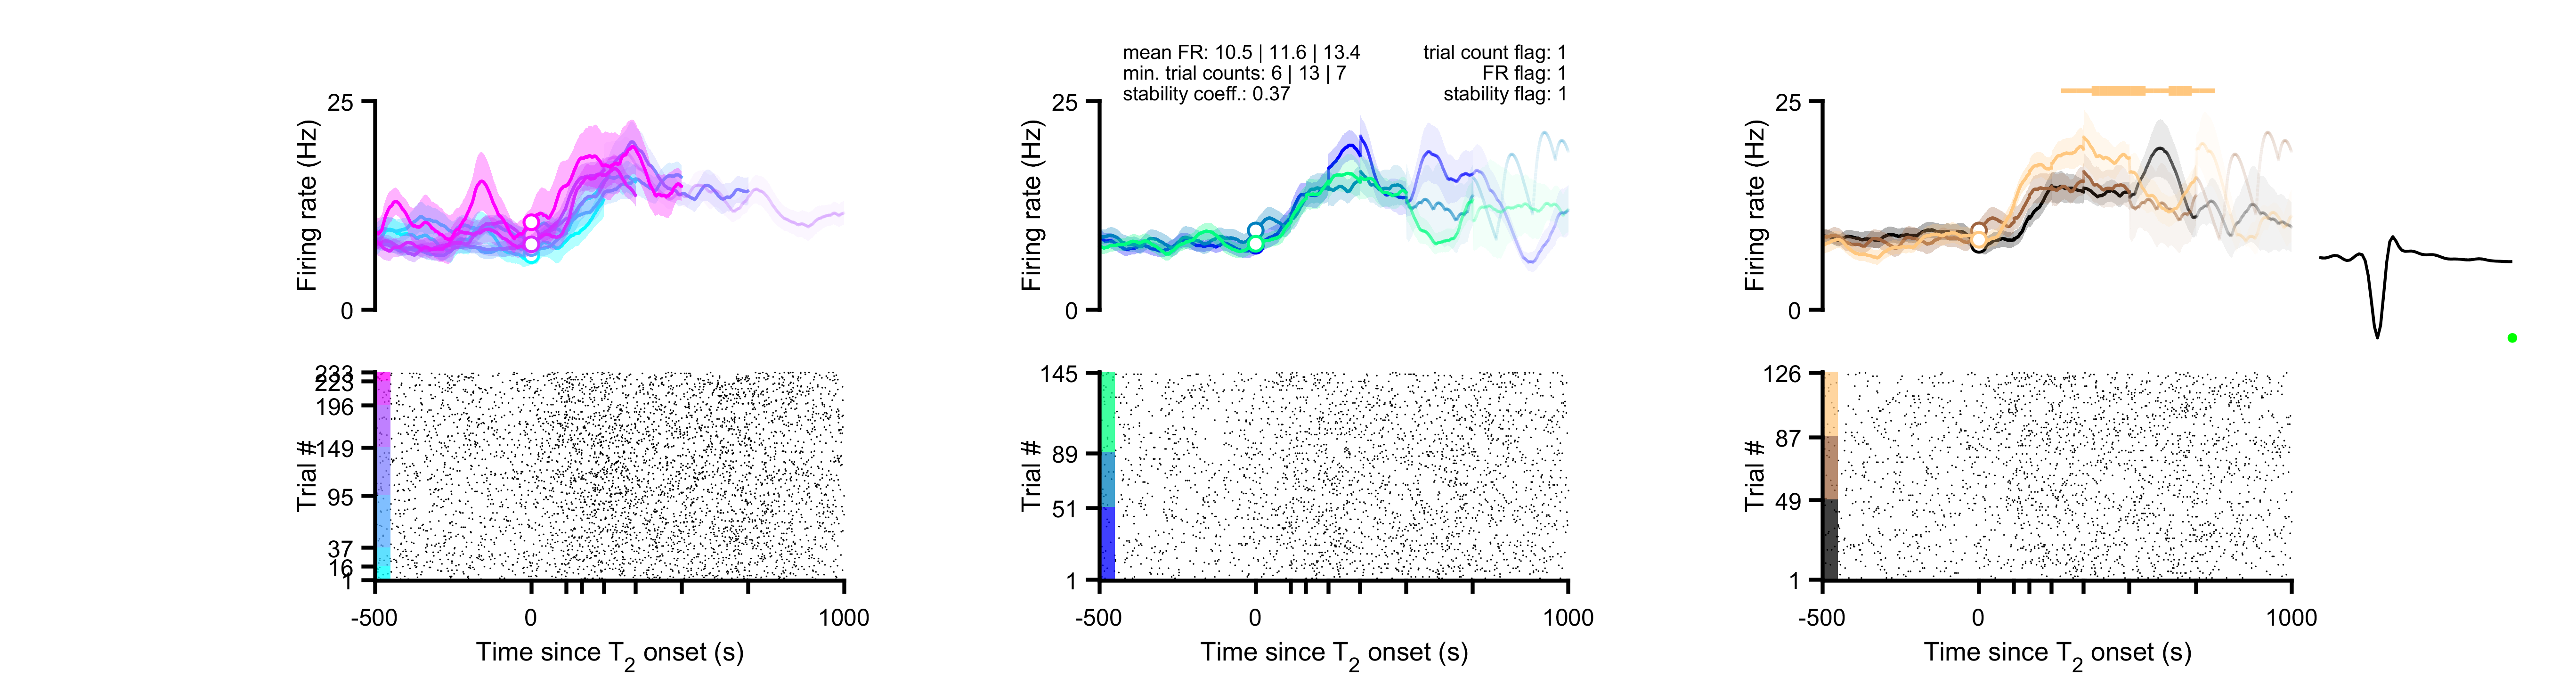 mean FR: 10.5 | 11.6 | 13.4
min. trial counts: 6 | 13 | 7
stability coeff.: 0.37
trial count flag: 1
FR flag: 1
stability flag: 1
25
Firing rate (Hz)
0
25
Firing rate (Hz)
0
25
Firing rate (Hz)
0
233
223
196
149
95
37
16
1
Trial #
-500
0
1000
Time since T2 onset (s)
145
89
51
1
Trial #
-500
0
1000
Time since T2 onset (s)
126
87
49
1
Trial #
-500
0
1000
Time since T2 onset (s)